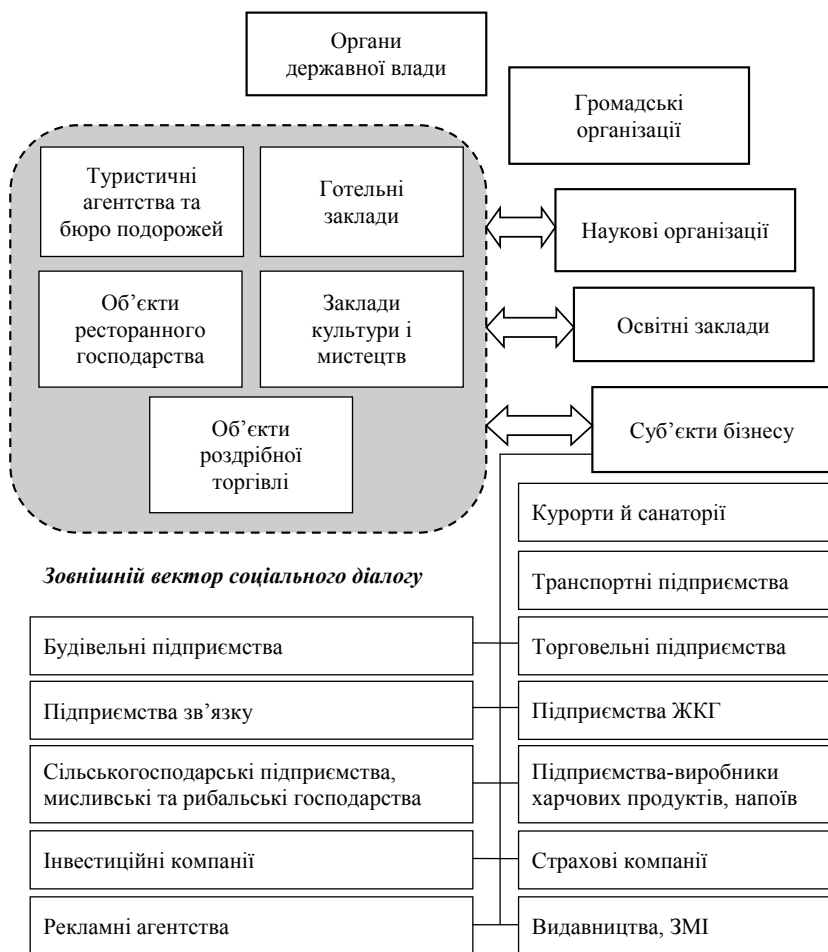 Органи
державної влади
Громадські
організації
Туристичні
агентства та
бюро подорожей
Готельні
заклади
Наукові організації
Об’єкти
ресторанного
господарства
Заклади
культури і
мистецтв
Освітні заклади
Об’єкти
роздрібної
торгівлі
Суб’єкти бізнесу
Курорти й санаторії
Зовнішній вектор соціального діалогу
Транспортні підприємства
Будівельні підприємства
Торговельні підприємства
Підприємства зв’язку
Підприємства ЖКГ
Сільськогосподарські підприємства,
мисливські та рибальські господарства
Підприємства-виробники
харчових продуктів, напоїв
Інвестиційні компанії
Страхові компанії
Рекламні агентства
Видавництва, ЗМІ